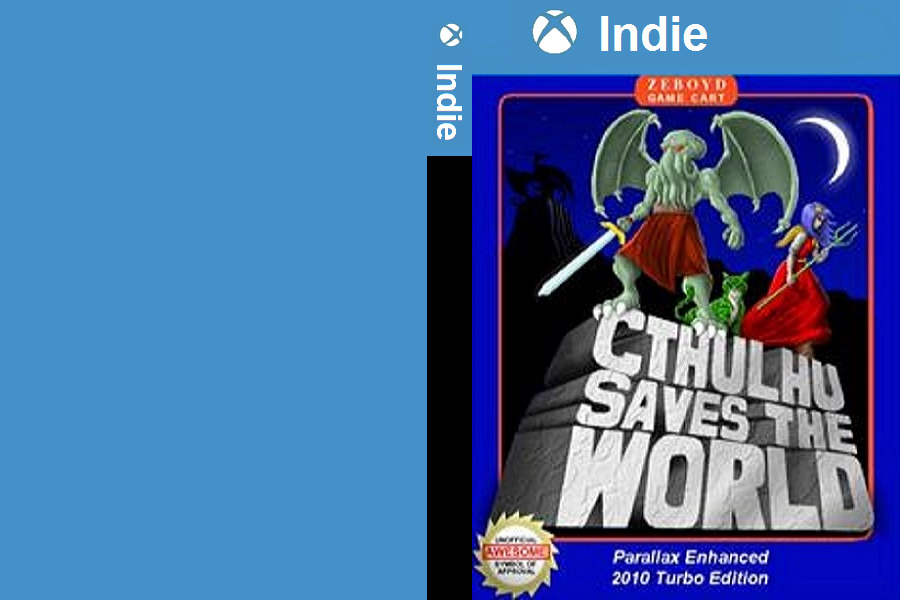 Indie
Indie
ZEBOYD
GAME CART
CTHULHU
SAVES THE
WORLD
UNOFFICIAL
AWESOME
SYMBOL OF
APPROVAL
Parallax Enhanced
2010 Turbo Edition